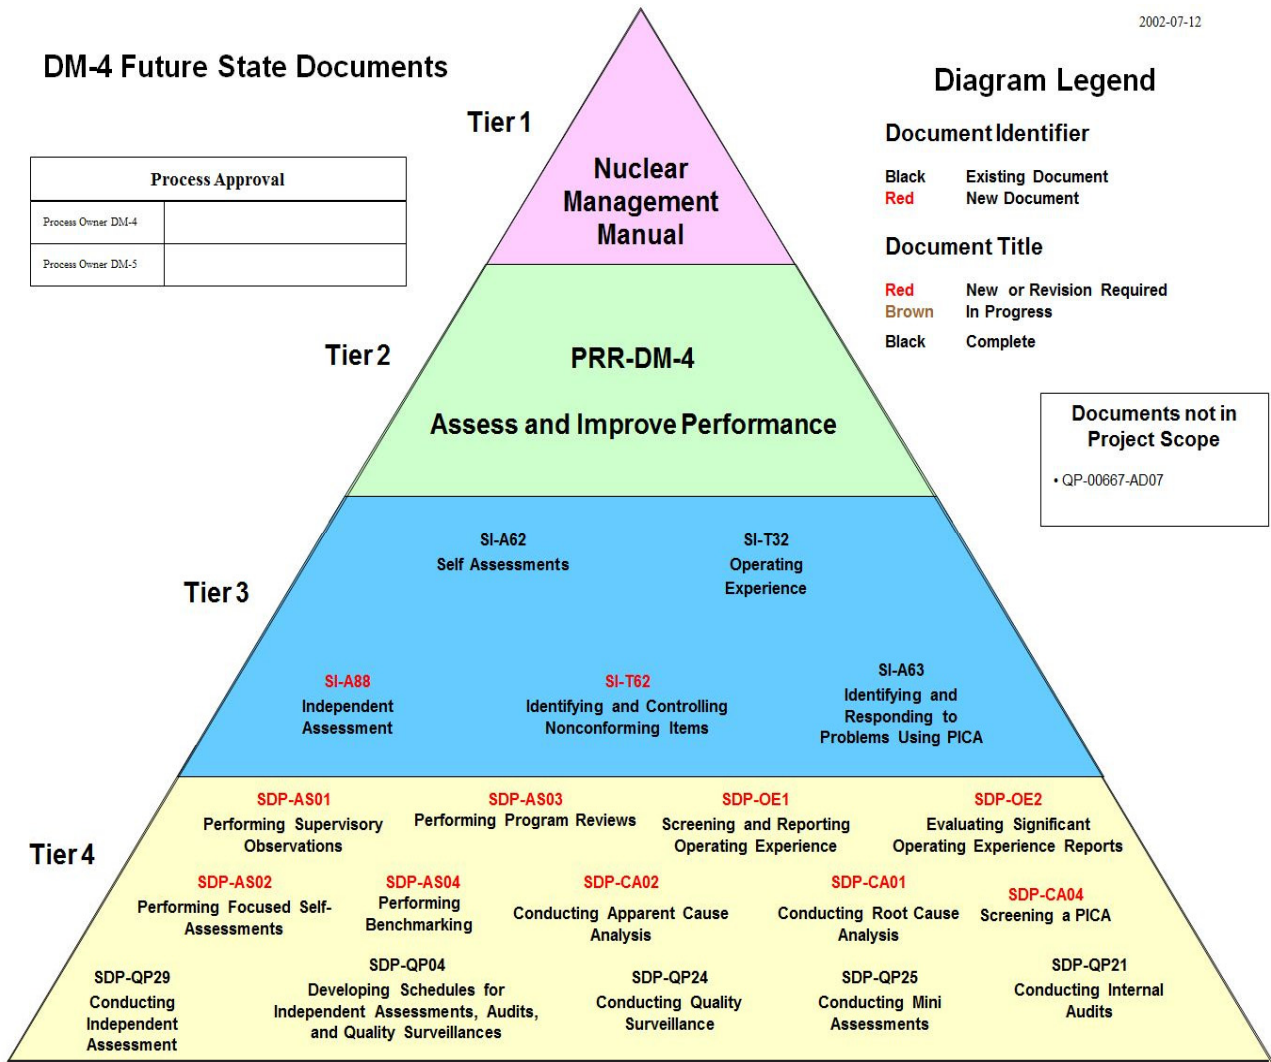 2002-07-12
DM-4 Future State Documents
Process Approval
Process Owner DM-4
Process Owner DM-5
Diagram Legend
Document Identifier
Black Existing Document
Red New Document
Document Title
Red New or Revision Required
Brown In Progress
Black Complete
Documents not in
Project Scope
• QP-00667-AD07
Tier 1
Nuclear
Management
Manual
Tier 2
PRR-DM-4
Assess and Improve Performance
Tier 3
SI-A62
Self Assessments
SI-T32
Operating
Experience
SI-A88
Independent
Assessment
SI-T62
Identifying and Controlling
Nonconforming Items
SI-A63
Identifying and
Responding to
Problems Using PICA
Tier 4
SDP-AS01
Performing Supervisory
Observations
SDP-AS03
Performing Program Reviews
SDP-OE1
Screening and Reporting
Operating Experience
SDP-OE2
Evaluating Significant
Operating Experience Reports
SDP-AS02
Performing Focused Self-
Assessments
SDP-AS04
Performing
Benchmarking
SDP-CA02
Conducting Apparent Cause
Analysis
SDP-CA01
Conducting Root Cause
Analysis
SDP-CA04
Screening a PICA
SDP-QP29
Conducting
Independent
Assessment
SDP-QP04
Developing Schedules for
Independent Assessments, Audits,
and Quality Surveillances
SDP-QP24
Conducting Quality
Surveillance
SDP-QP25
Conducting Mini
Assessments
SDP-QP21
Conducting Internal
Audits